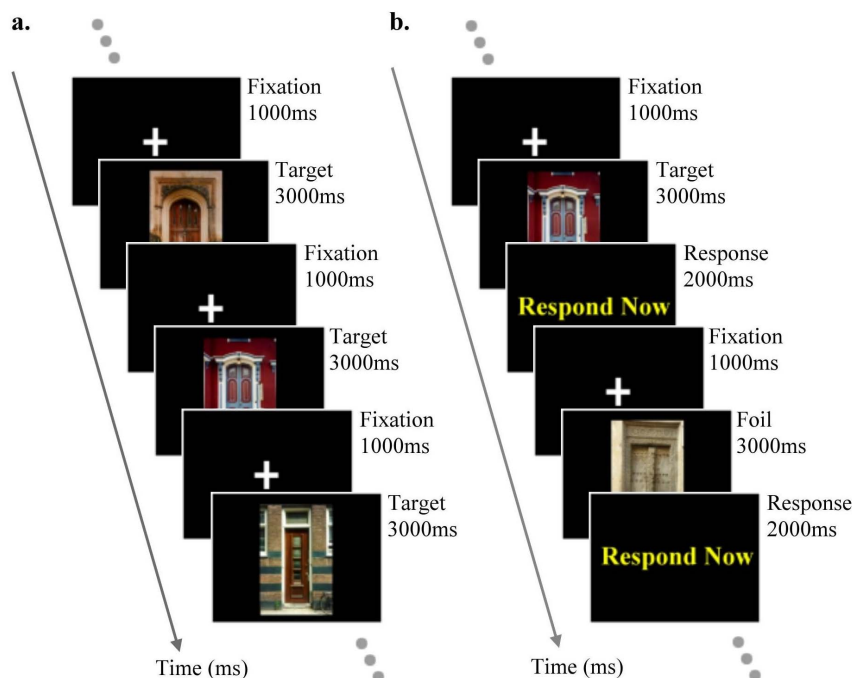 a.
Fixation
1000ms
Target
3000ms
Fixation
1000ms
Target
3000ms
Fixation
1000ms
Target
3000ms
Time (ms)
b.
Fixation
1000ms
Target
3000ms
Response
2000ms
Respond Now
Fixation
1000ms
Foil
3000ms
Response
2000ms
Respond Now
Time (ms)